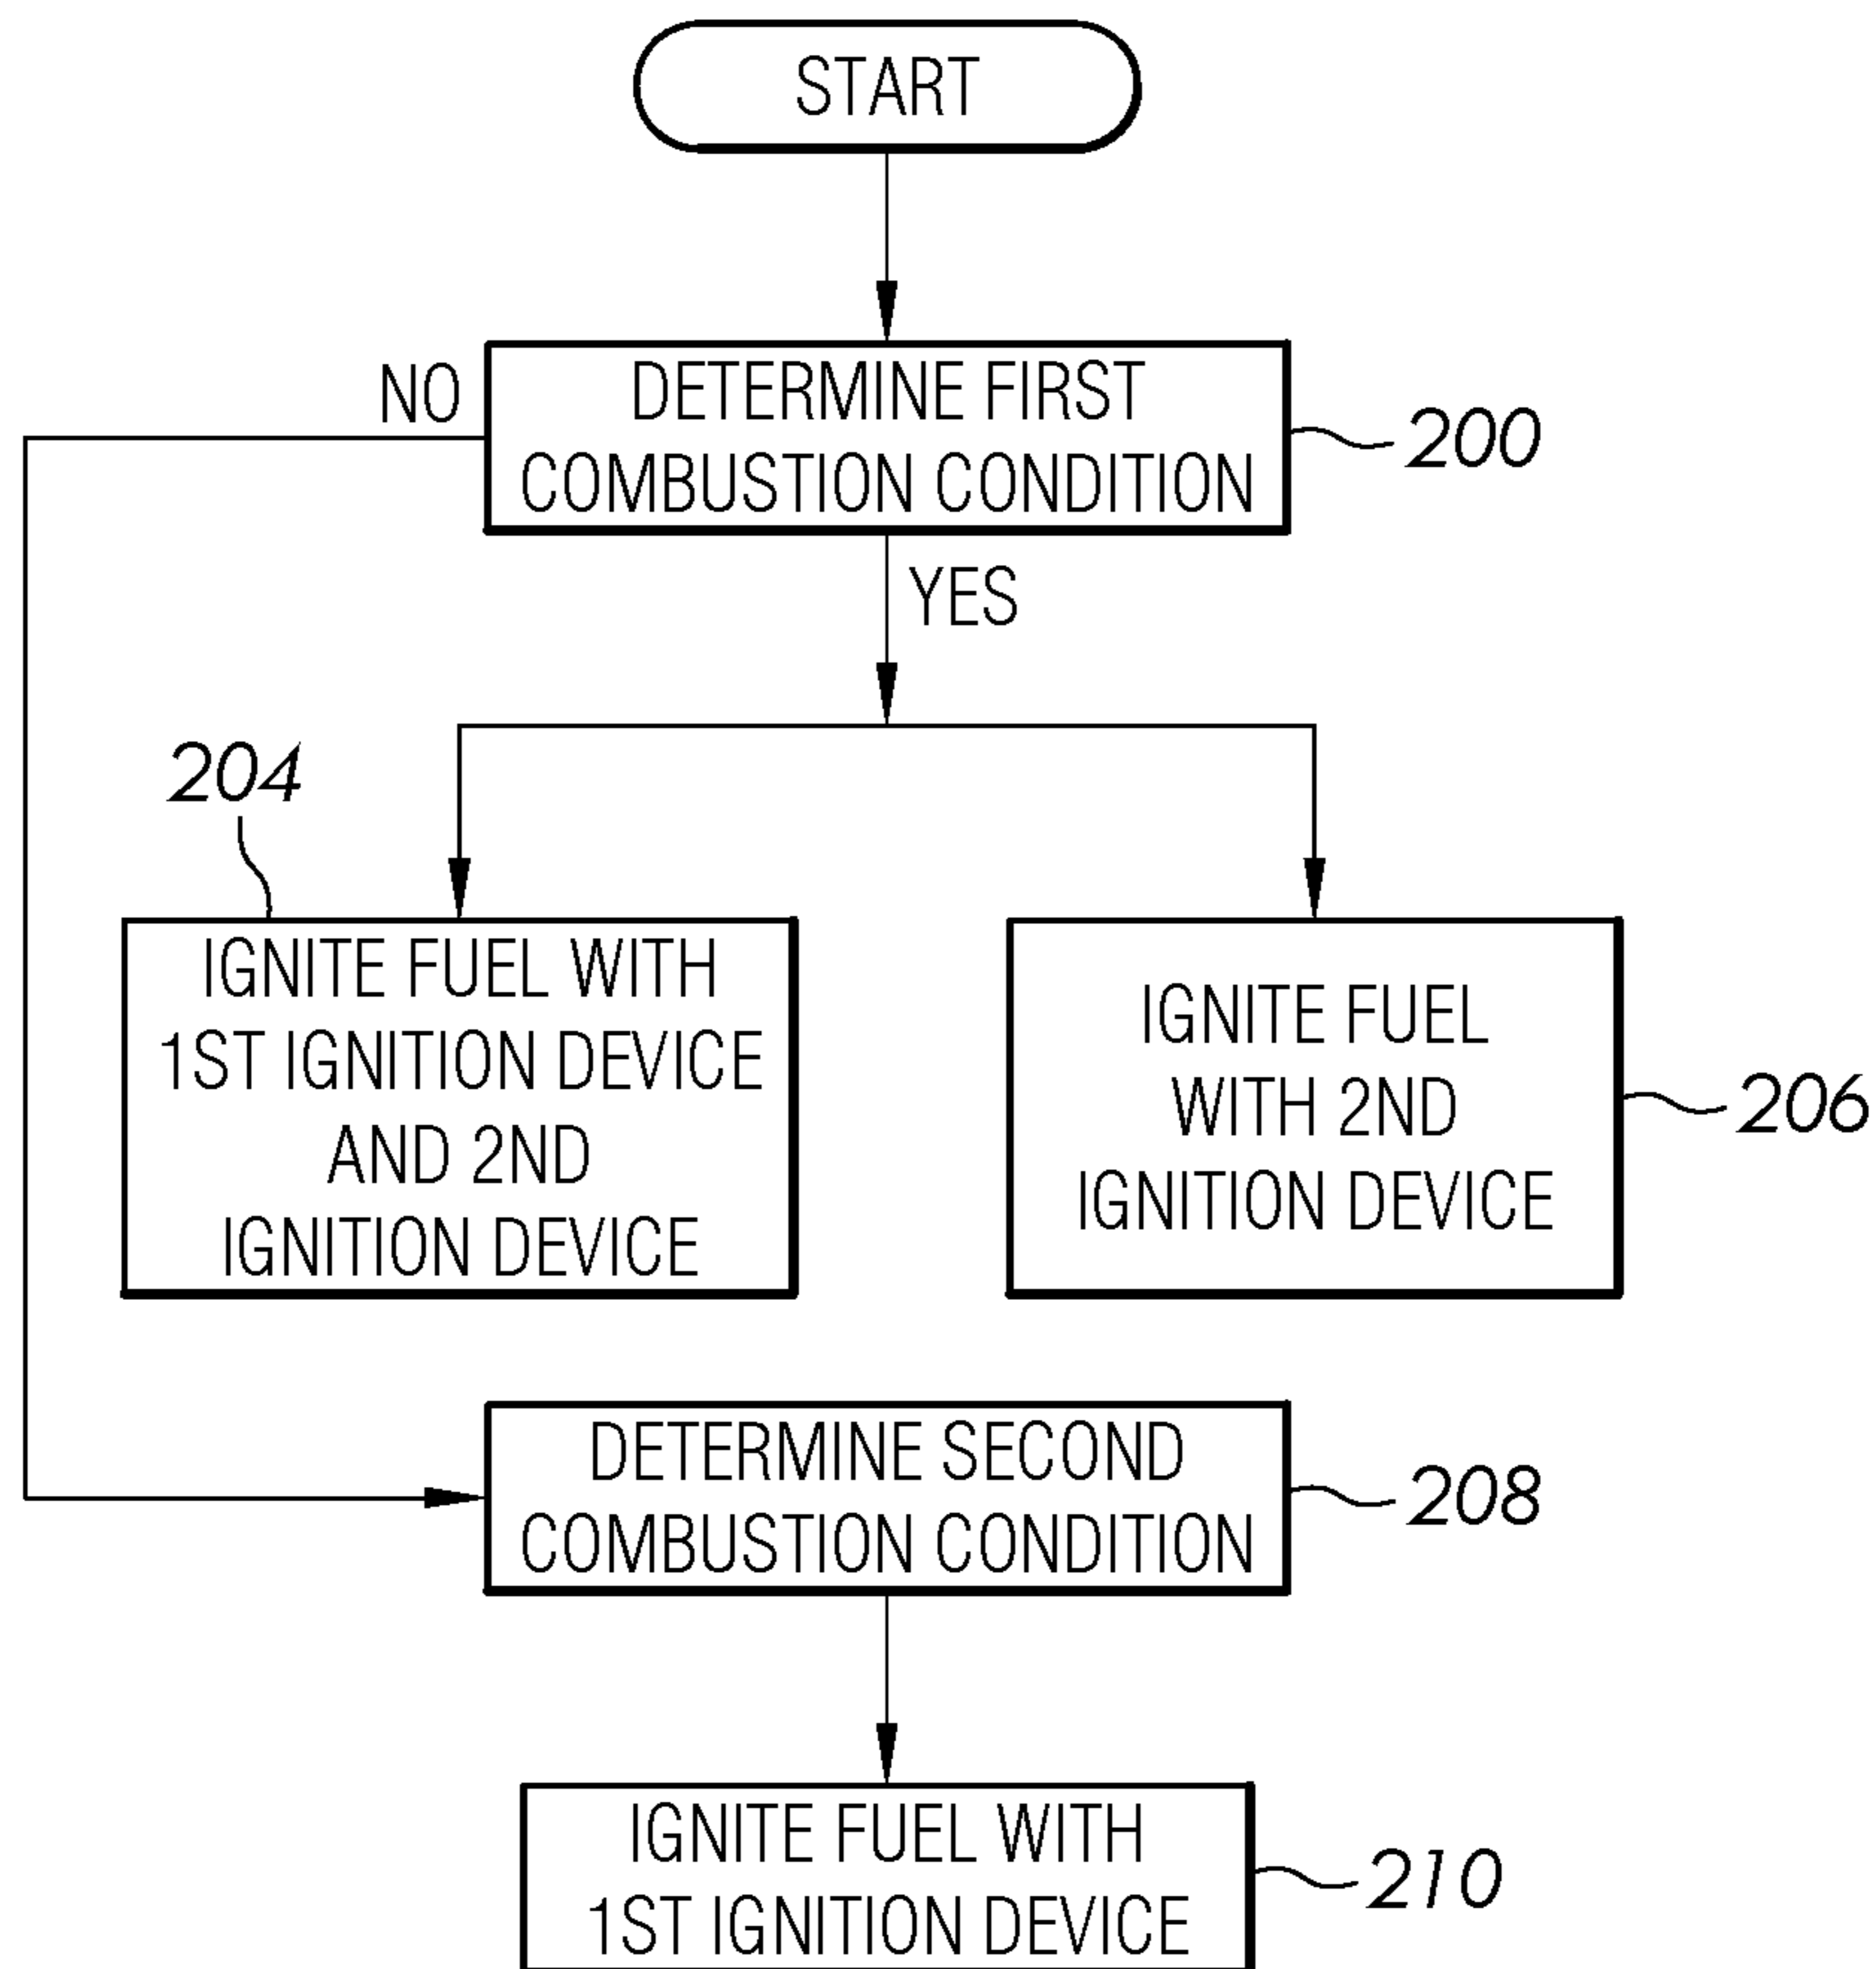 START
NO
DETERMINE FIRST
COMBUSTION CONDITION
200
YES
204
IGNITE FUEL WITH
1ST IGNITION DEVICE
AND 2ND
IGNITION DEVICE
IGNITE FUEL
WITH 2ND
IGNITION DEVICE
206
DETERMINE SECOND
COMBUSTION CONDITION
208
IGNITE FUEL WITH
1ST IGNITION DEVICE
210